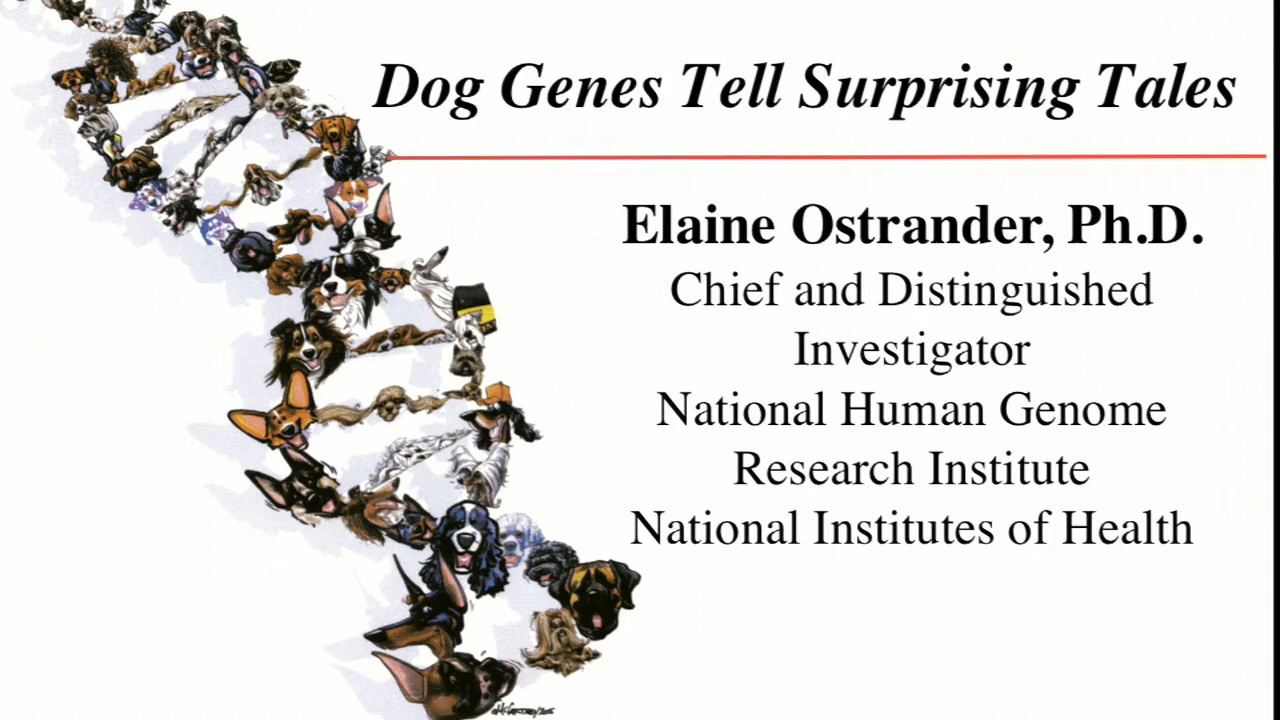 Dog Genes Tell Surprising Tales
Elaine Ostrander, Ph.D.
Chief and Distinguished
Investigator
National Human Genome
Research Institute
National Institutes of Health